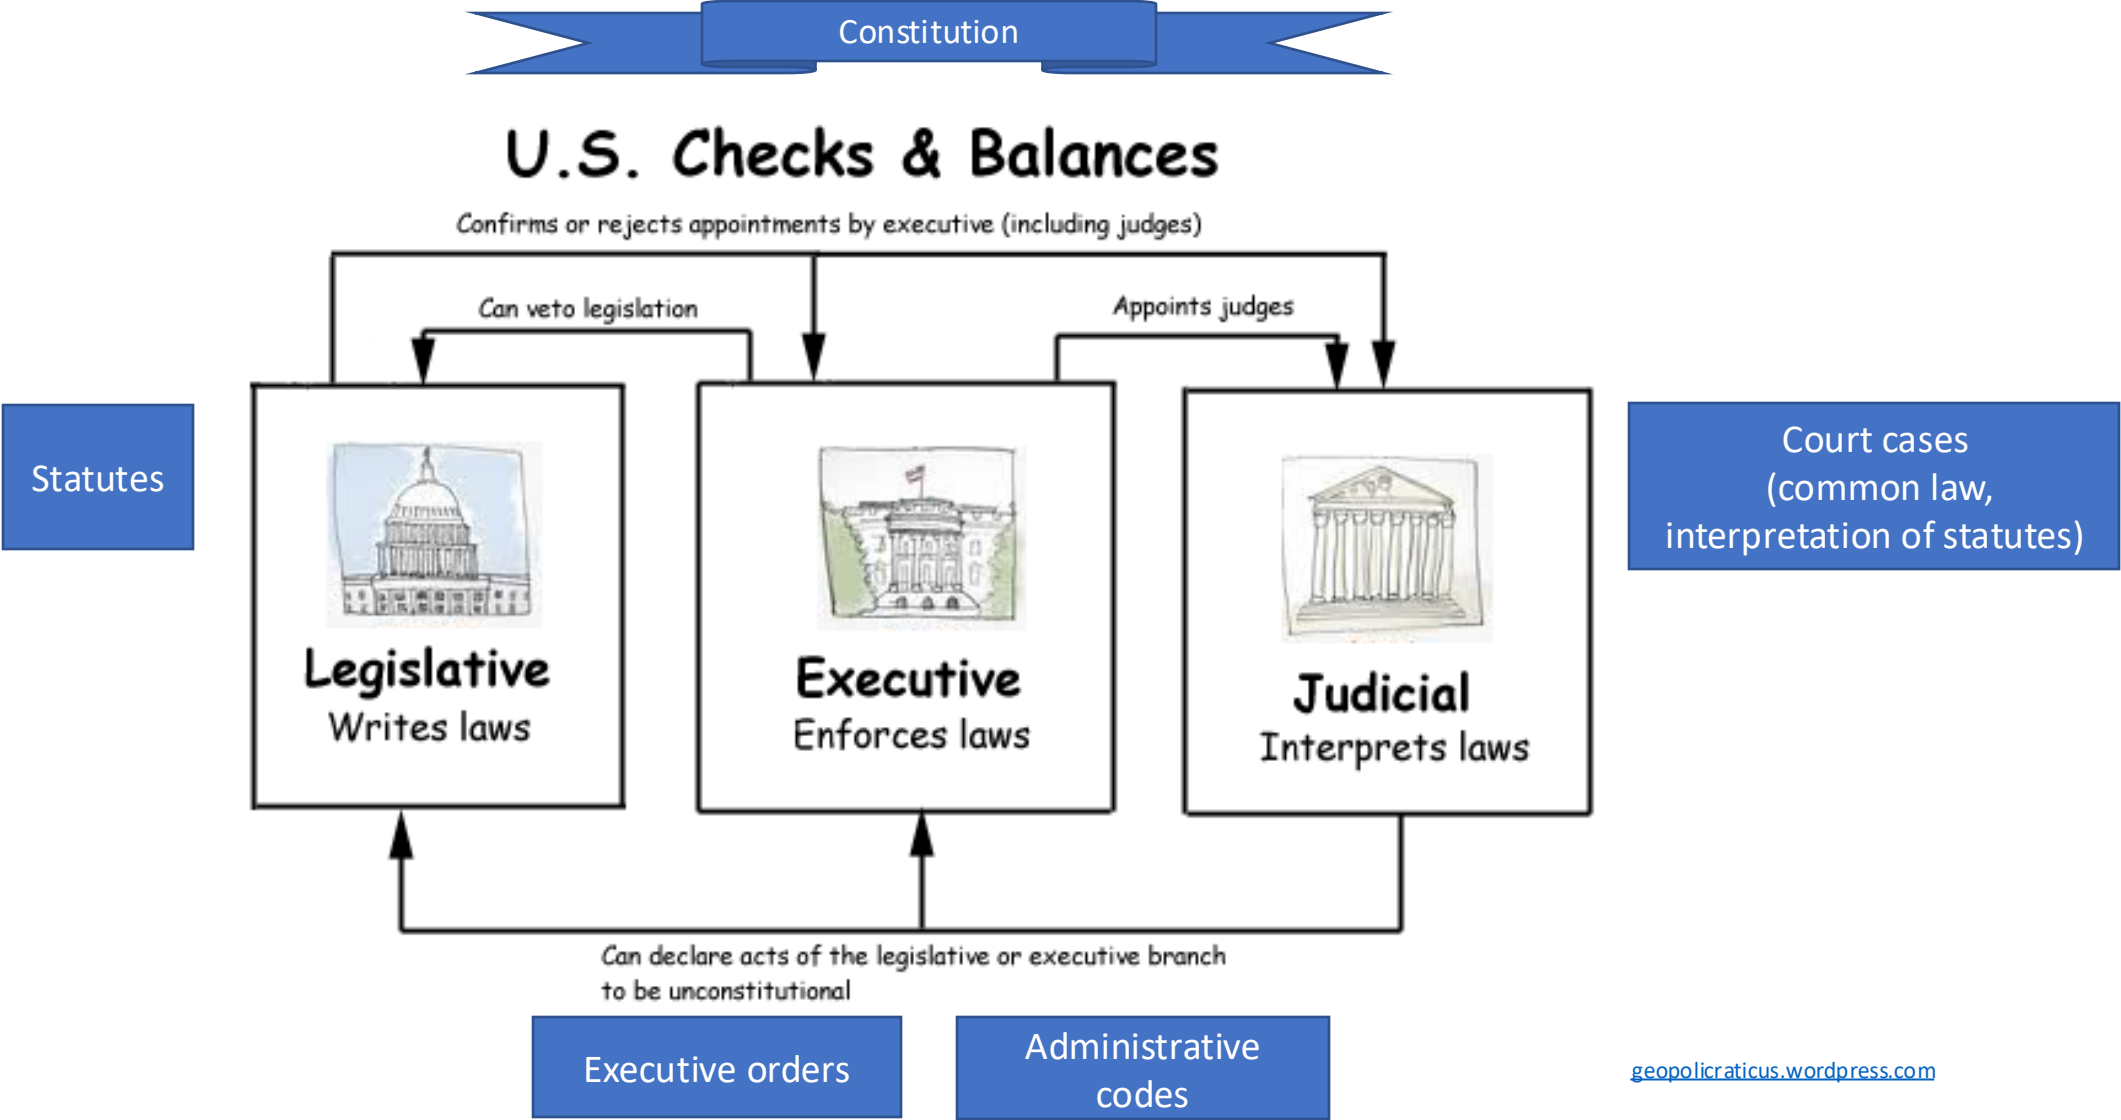 Constitution
U.S. Checks & Balances
Confirms or rejects appointments by executive (including judges)
Can veto legislation
Appoints judges
Statutes
Court cases
(common law,
interpretation of statutes)
Legislative
Writes laws
Executive
Enforces laws
Judicial
Interprets laws
Can declare acts of the legislative or executive branch
to be unconstitutional
Executive orders
Administrative
codes
geopolicraticus.wordpress.com